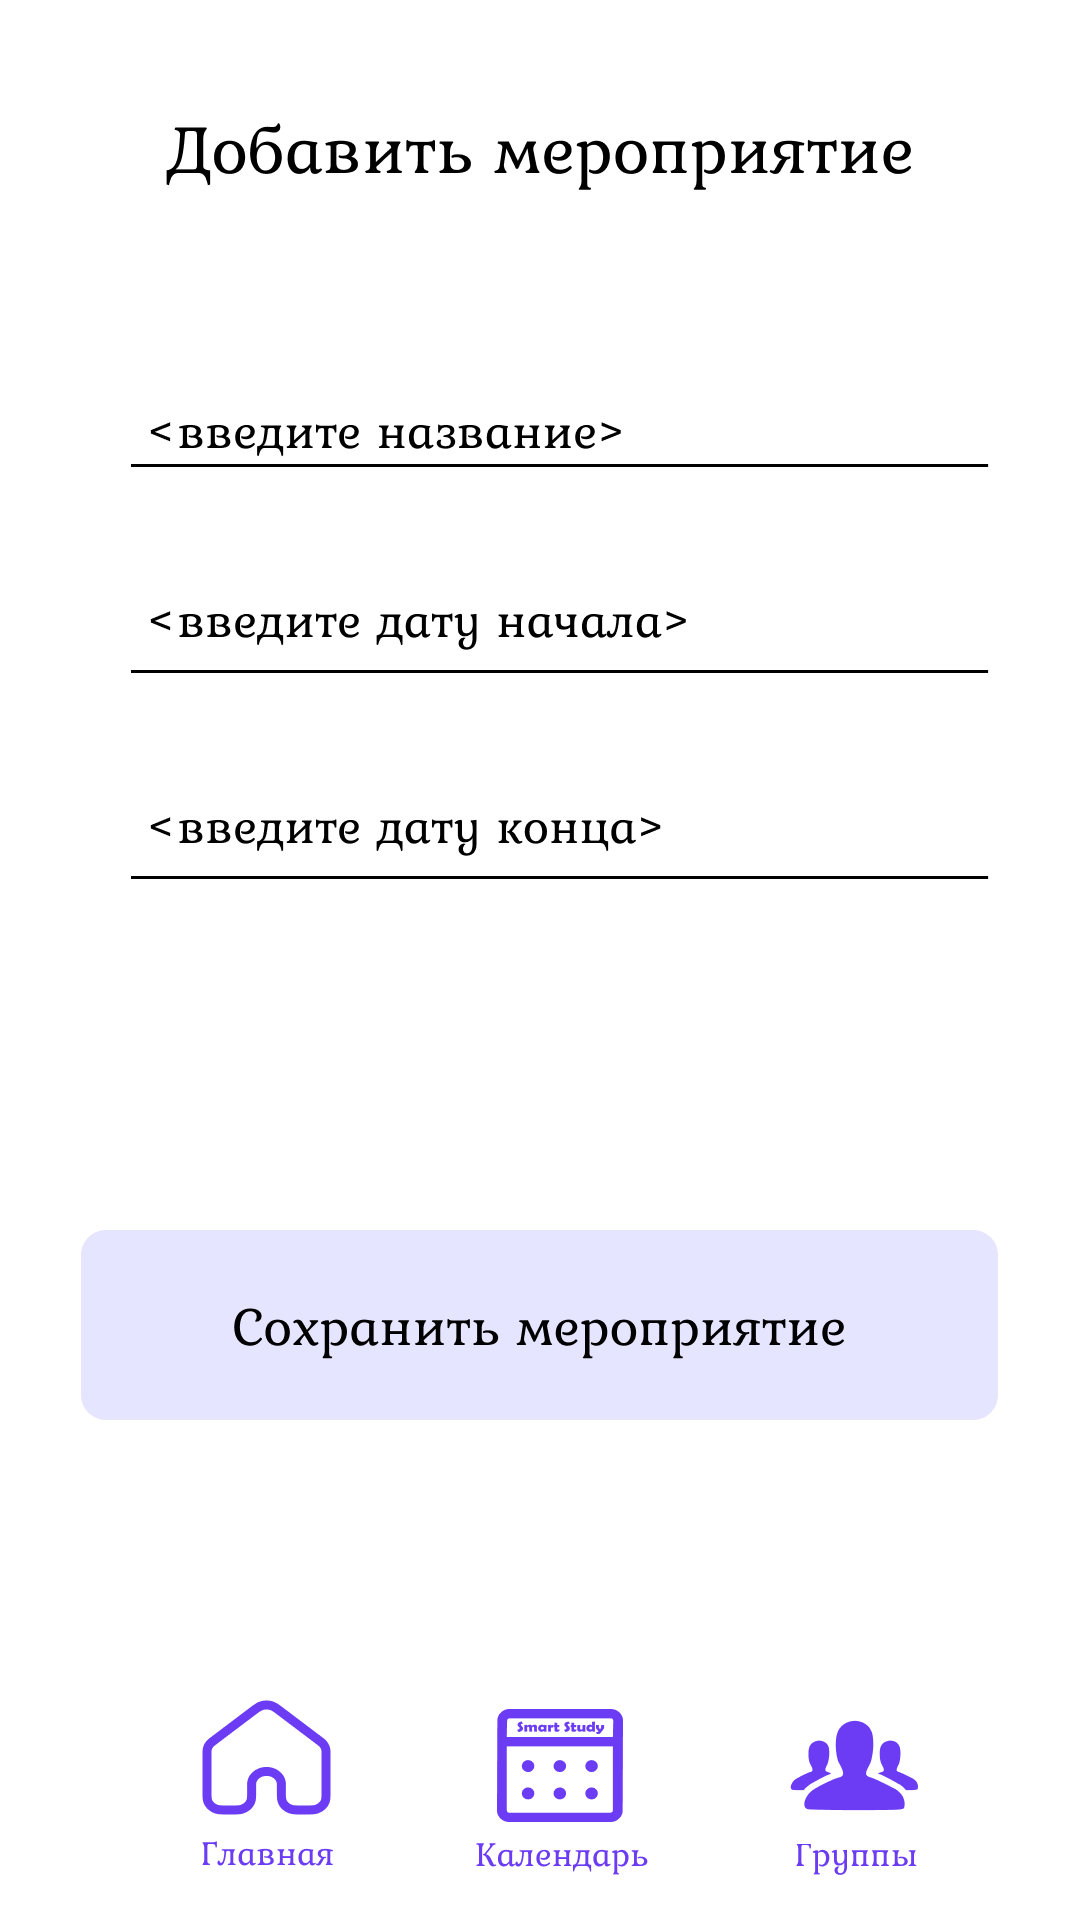 Добавить мероприятие
<введите название>
<введите дату начала>
<введите дату конца>
Сохранить мероприятие
Smart Study
Главная
Календарь
Группы